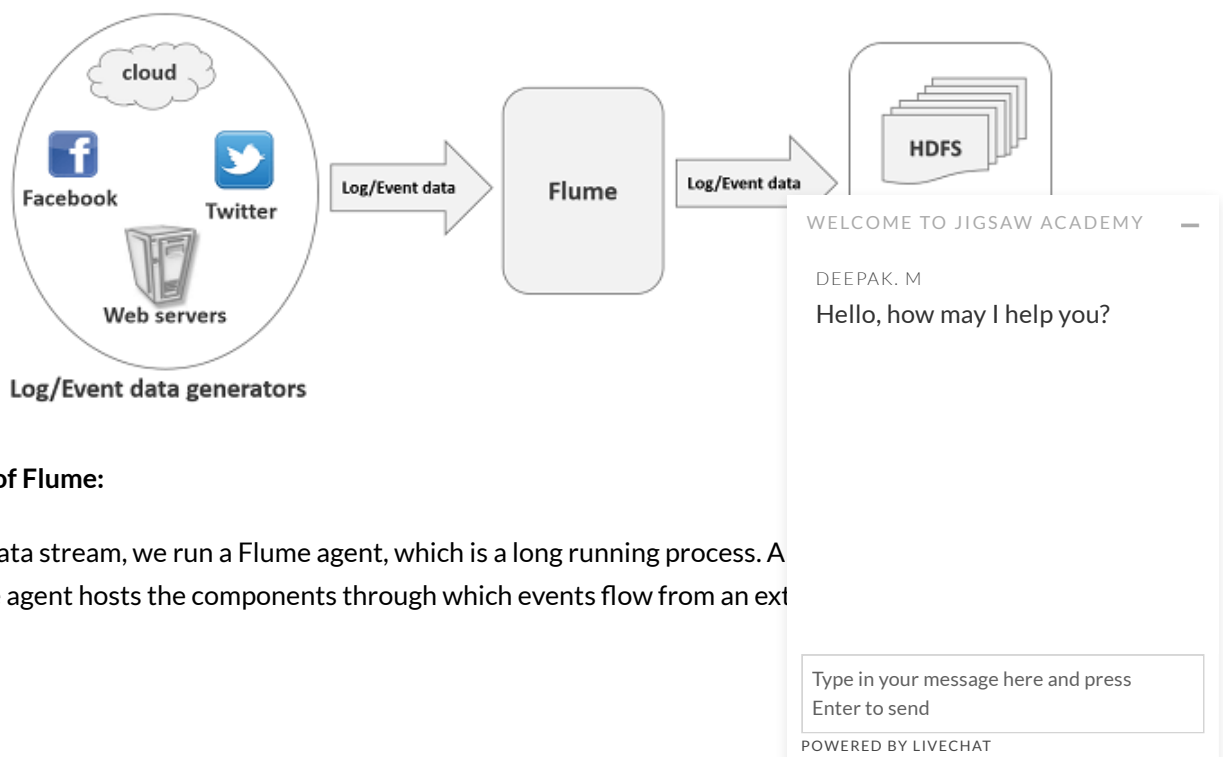 cloud
Facebook
Twitter
Web servers
Log/Event data generators
Log/Event data
Flume
Log/Event data
HDFS
of Flume:
ata stream, we run a Flume agent, which is a long running process. A
agent hosts the components through which events flow from an ext
WELCOME TO JIGSAW ACADEMY
DEEPAK. M
Hello, how may I help you?
Type in your message here and press
Enter to send
POWERED BY LIVECHAT